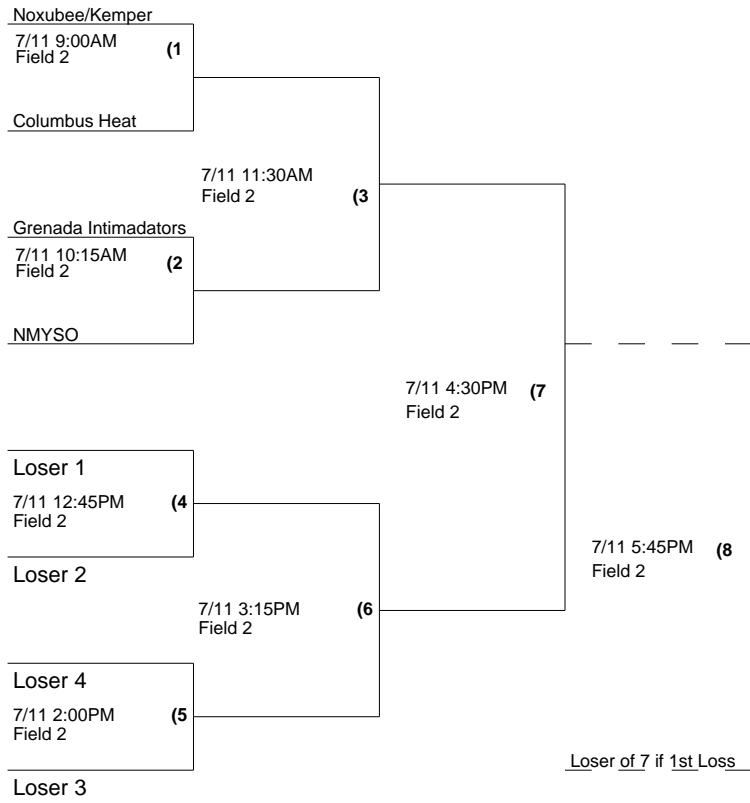 Noxubee/Kemper
7/11 9:00AM (1
Field 2
Columbus Heat
7/11 11:30AM
Field 2 (3
Grenada Intimadators
7/11 10:15AM (2
Field 2
NMYSO
7/11 4:30PM (7
Field 2
Loser 1
7/11 12:45PM (4
Field 2
Loser 2
7/11 5:45PM (8
Field 2
7/11 3:15PM (6
Field 2
Loser 4
7/11 2:00PM (5
Field 2
Loser of 7 if 1st Loss
Loser 3